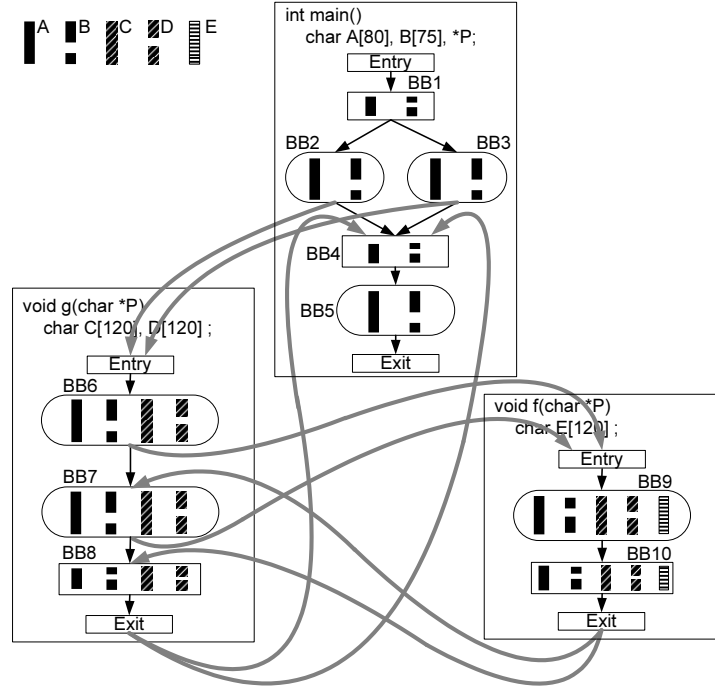 A B C D E
int main()
char A[80], B[75], *P;
Entry
BB1
BB2
BB3
BB4
BB5
Exit
void g(char *P)
char C[120], D[120] ;
Entry
BB6
BB7
BB8
Exit
void f(char *P)
char E[120] ;
Entry
BB9
BB10
Exit